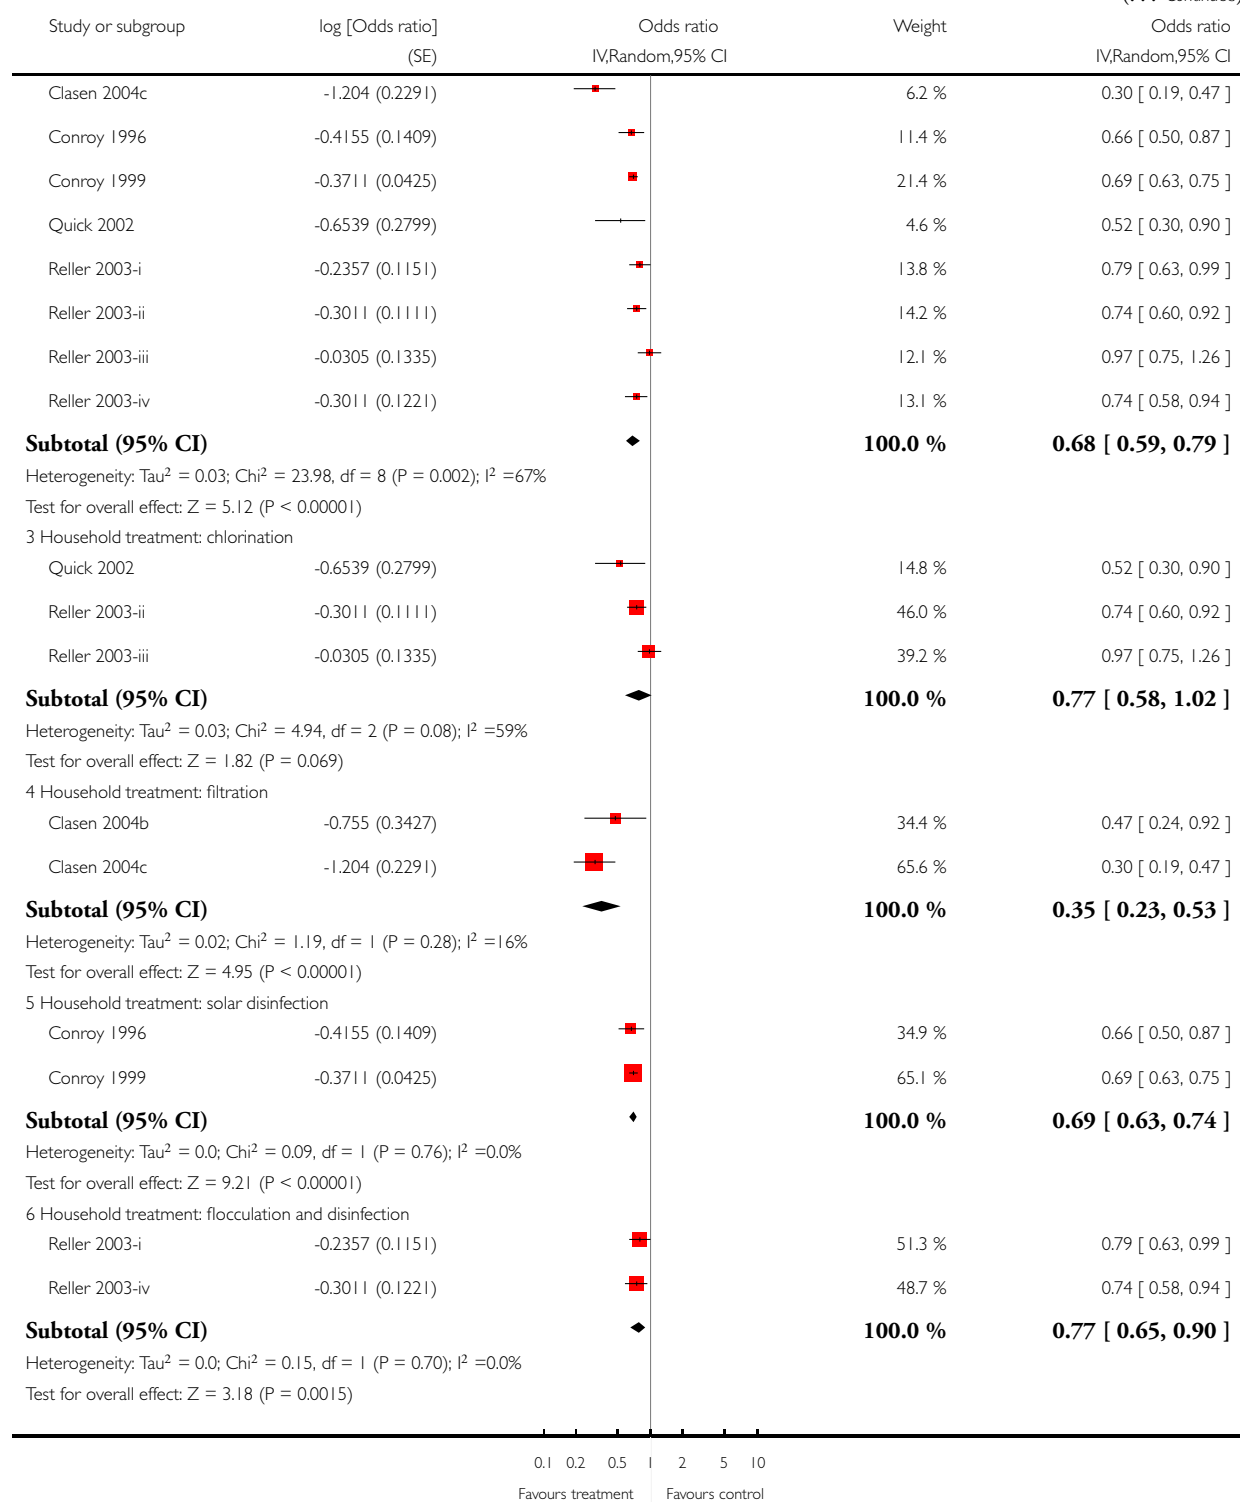 Study or subgroup log [Odds ratio] Odds ratio Weight Odds ratio
(SE) IV,Random,95% CI IV,Random,95% CI
Clasen 2004c -1.204 (0.2291) 6.2 % 0.30 [ 0.19, 0.47 ]
Conroy 1996 -0.4155 (0.1409) 11.4 % 0.66 [ 0.50, 0.87 ]
Conroy 1999 -0.3711 (0.0425) 21.4 % 0.69 [ 0.63, 0.75 ]
Quick 2002 -0.6539 (0.2799) 4.6 % 0.52 [ 0.30, 0.90 ]
Reller 2003-i -0.2357 (0.1151) 13.8 % 0.79 [ 0.63, 0.99 ]
Reller 2003-ii -0.3011 (0.1111) 14.2 % 0.74 [ 0.60, 0.92 ]
Reller 2003-iii -0.0305 (0.1335) 12.1 % 0.97 [ 0.75, 1.26 ]
Reller 2003-iv -0.3011 (0.1221) 13.1 % 0.74 [ 0.58, 0.94 ]
Subtotal (95% CI) 100.0 % 0.68 [ 0.59, 0.79 ]
Heterogeneity: Tau² = 0.03; Chi² = 23.98, df = 8 (P = 0.002); I² =67%
Test for overall effect: Z = 5.12 (P < 0.00001)
3 Household treatment: chlorination
Quick 2002 -0.6539 (0.2799) 14.8 % 0.52 [ 0.30, 0.90 ]
Reller 2003-ii -0.3011 (0.1111) 46.0 % 0.74 [ 0.60, 0.92 ]
Reller 2003-iii -0.0305 (0.1335) 39.2 % 0.97 [ 0.75, 1.26 ]
Subtotal (95% CI) 100.0 % 0.77 [ 0.58, 1.02 ]
Heterogeneity: Tau² = 0.03; Chi² = 4.94, df = 2 (P = 0.08); I² =59%
Test for overall effect: Z = 1.82 (P = 0.069)
4 Household treatment: filtration
Clasen 2004b -0.755 (0.3427) 34.4 % 0.47 [ 0.24, 0.92 ]
Clasen 2004c -1.204 (0.2291) 65.6 % 0.30 [ 0.19, 0.47 ]
Subtotal (95% CI) 100.0 % 0.35 [ 0.23, 0.53 ]
Heterogeneity: Tau² = 0.02; Chi² = 1.19, df = 1 (P = 0.28); I² =16%
Test for overall effect: Z = 4.95 (P < 0.00001)
5 Household treatment: solar disinfection
Conroy 1996 -0.4155 (0.1409) 34.9 % 0.66 [ 0.50, 0.87 ]
Conroy 1999 -0.3711 (0.0425) 65.1 % 0.69 [ 0.63, 0.75 ]
Subtotal (95% CI) 100.0 % 0.69 [ 0.63, 0.74 ]
Heterogeneity: Tau² = 0.0; Chi² = 0.09, df = 1 (P = 0.76); I² =0.0%
Test for overall effect: Z = 9.21 (P < 0.00001)
6 Household treatment: flocculation and disinfection
Reller 2003-i -0.2357 (0.1151) 51.3 % 0.79 [ 0.63, 0.99 ]
Reller 2003-iv -0.3011 (0.1221) 48.7 % 0.74 [ 0.58, 0.94 ]
Subtotal (95% CI) 100.0 % 0.77 [ 0.65, 0.90 ]
Heterogeneity: Tau² = 0.0; Chi² = 0.15, df = 1 (P = 0.70); I² =0.0%
Test for overall effect: Z = 3.18 (P = 0.0015)
0.1 0.2 0.5 1 2 5 10
Favours treatment Favours control